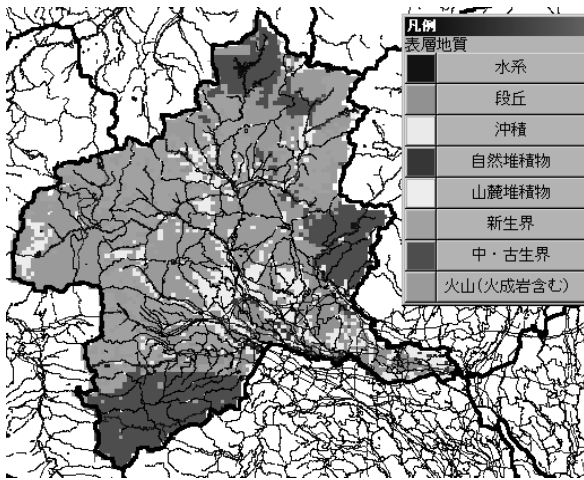 凡例
表層地質
水系
段丘
沖積
自然堆積物
山麓堆積物
新生界
中・古生界
火山(火成岩含む)